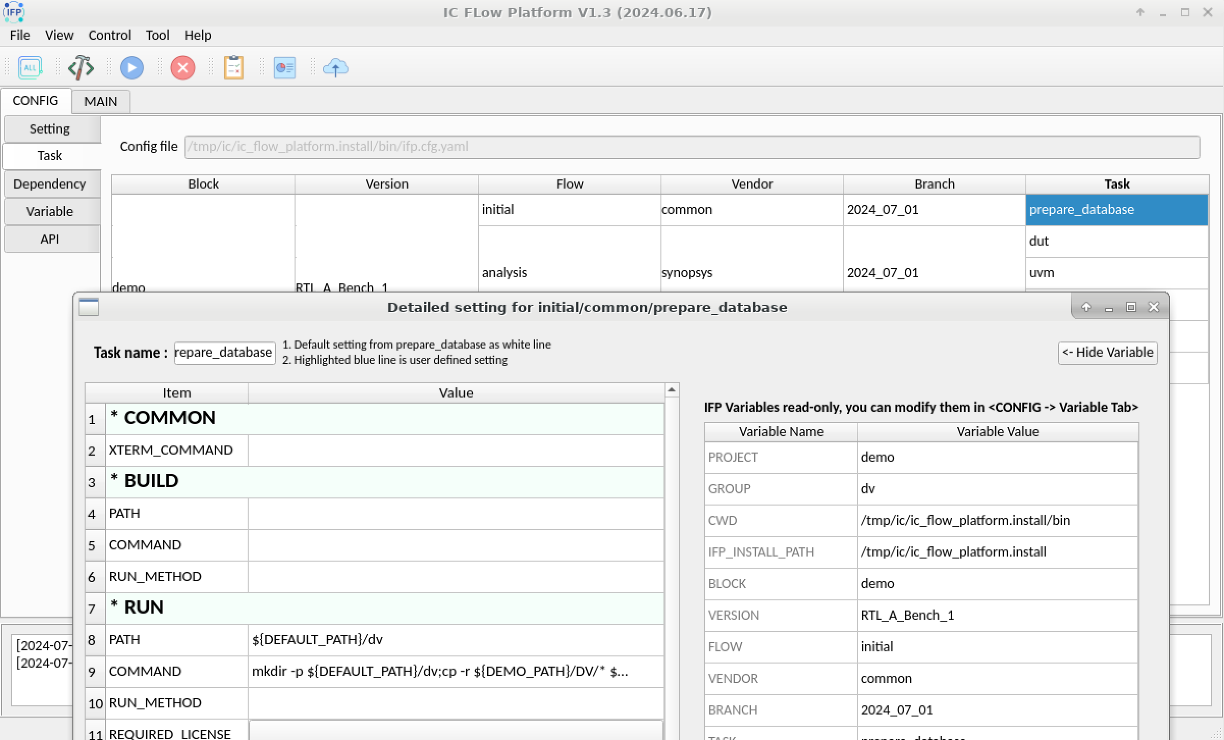 IFP
IC FLow Platform V1.3 (2024.06.17)
File View Control Tool Help
ALL
CONFIG MAIN
Setting
Task
Dependency
Variable
API
Config file /tmp/ic/ic_flow_platform.install/bin/ifp.cfg.yaml
Block Version Flow Vendor Branch Task
initial common 2024_07_01 prepare_database
dut
analysis synopsys 2024_07_01 uvm
demo RTL_A_Bench_1
Detailed setting for initial/common/prepare_database
Task name : repare_database
1. Default setting from prepare_database as white line
2. Highlighted blue line is user defined setting
<- Hide Variable
Item Value
1 * COMMON
2 XTERM_COMMAND
3 * BUILD
4 PATH
5 COMMAND
6 RUN_METHOD
7 * RUN
8 PATH ${DEFAULT_PATH}/dv
9 COMMAND mkdir -p ${DEFAULT_PATH}/dv;cp -r ${DEMO_PATH}/DV/* $...
10 RUN_METHOD
11 REQUIRED_LICENSE
IFP Variables read-only, you can modify them in <CONFIG -> Variable Tab>
Variable Name Variable Value
PROJECT demo
GROUP dv
CWD /tmp/ic/ic_flow_platform.install/bin
IFP_INSTALL_PATH /tmp/ic/ic_flow_platform.install
BLOCK demo
VERSION RTL_A_Bench_1
FLOW initial
VENDOR common
BRANCH 2024_07_01
TASK prepare_database
[2024-07-
[2024-07-